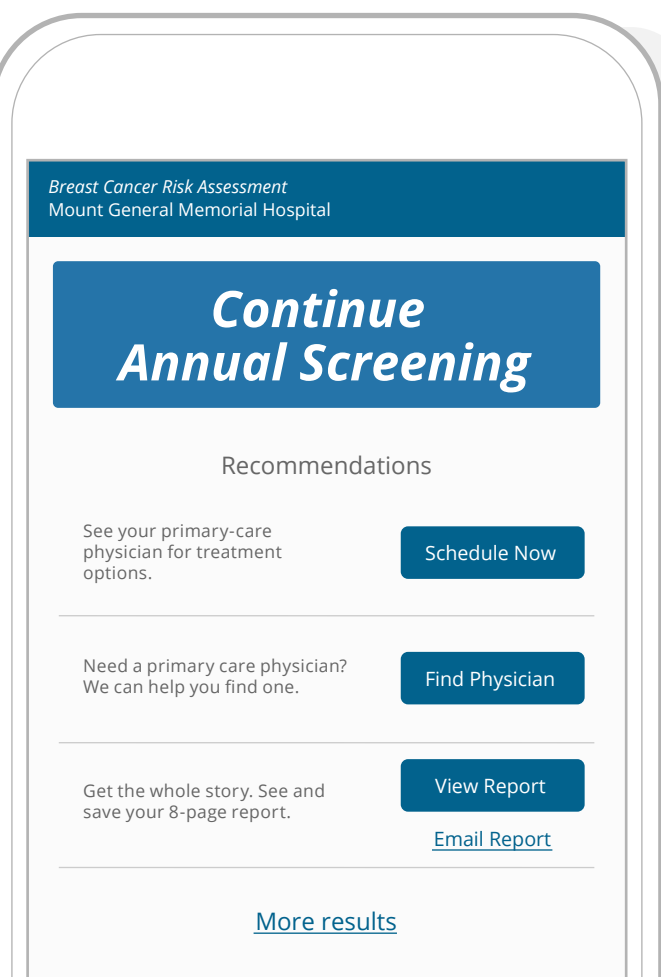 Breast Cancer Risk Assessment
Mount General Memorial Hospital
Continue
Annual Screening
Recommendations
See your primary-care
physician for treatment
options.
Schedule Now
Need a primary care physician?
We can help you find one.
Find Physician
Get the whole story. See and
save your 8-page report.
View Report
Email Report
More results